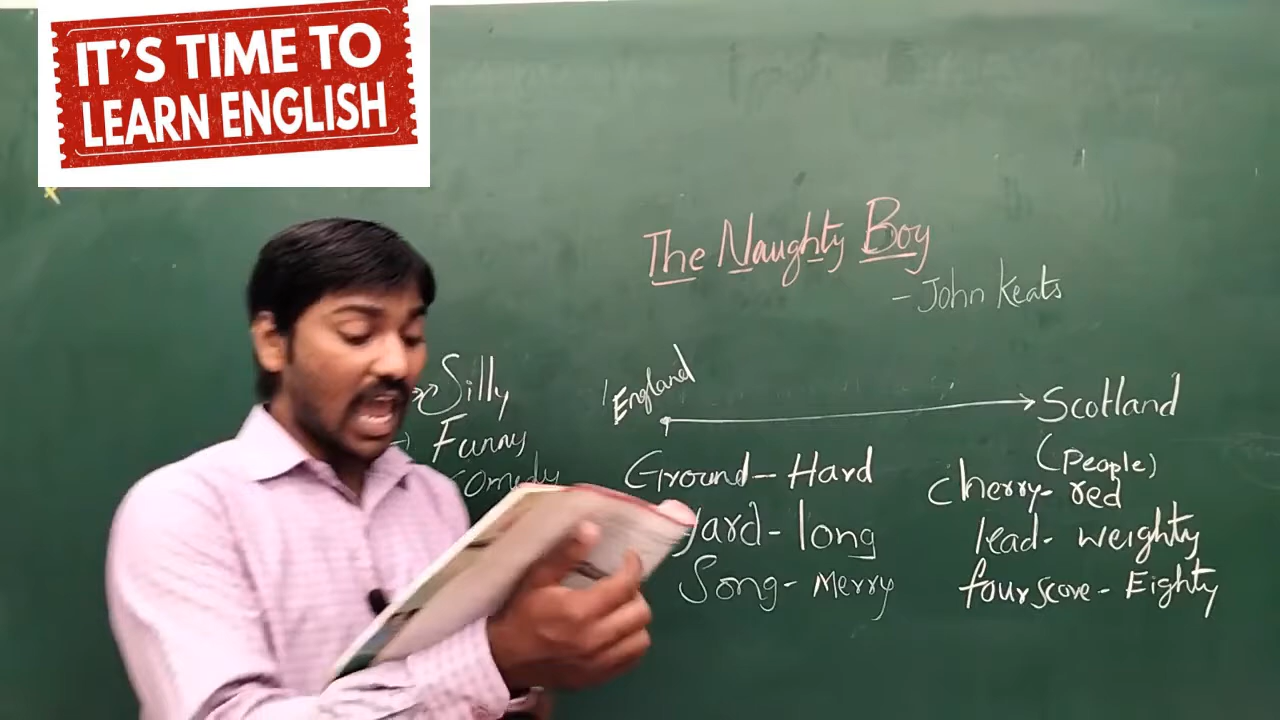 IT'S TIME TO
LEARN ENGLISH
The Naughty Boy
- John Keats
Silly
Funny
Comedy
England
Scotland
(People)
Ground - Hard
Yard - long
Song - Merry
Cherry - red
lead - weighty
fourscore - Eighty